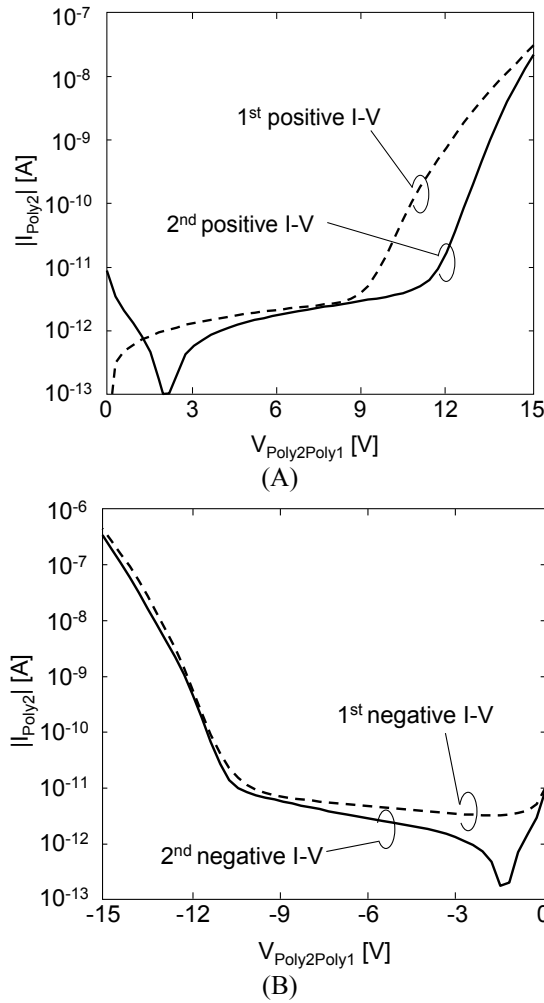 10⁻⁷
10⁻⁸
10⁻⁹
10⁻¹⁰
10⁻¹¹
10⁻¹²
10⁻¹³
|I_Poly2| [A]
1ˢᵗ positive I-V
2ⁿᵈ positive I-V
0 3 6 9 12 15
V_Poly2Poly1 [V]
(A)
10⁻⁶
10⁻⁷
10⁻⁸
10⁻⁹
10⁻¹⁰
10⁻¹¹
10⁻¹²
10⁻¹³
|I_Poly2| [A]
1ˢᵗ negative I-V
2ⁿᵈ negative I-V
-15 -12 -9 -6 -3 0
V_Poly2Poly1 [V]
(B)